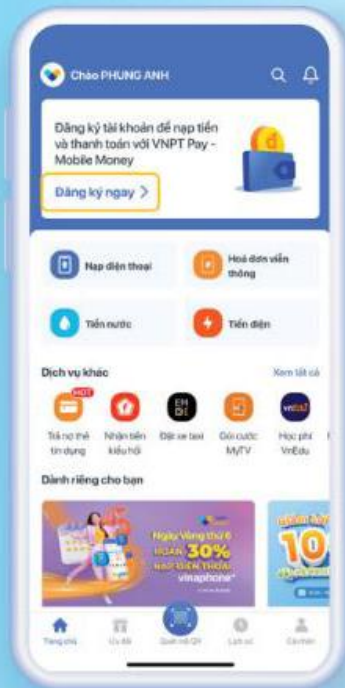 Chào PHUNG ANH
Đăng ký tài khoản để nạp tiền
và thanh toán với VNPT Pay -
Mobile Money
Đăng ký ngay >
Nạp điện thoại
Hoá đơn viễn
thông
Tiền nước
Tiền điện
Dịch vụ khác
Xem tất cả
HOT
EM
DI
vnEdu
Trả nợ thẻ
tín dụng
Nhận tiền
kiều hối
Đặt xe taxi
Gói cước
MyTV
Học phí
VnEdu
Dành riêng cho bạn
Ngày Vàng thứ 6
HOÀN 30%
NẠP ĐIỆN THOẠI
vinaphone
10
Trang chủ
Ưu đãi
Quét mã QR
Lịch sử
Cá nhân